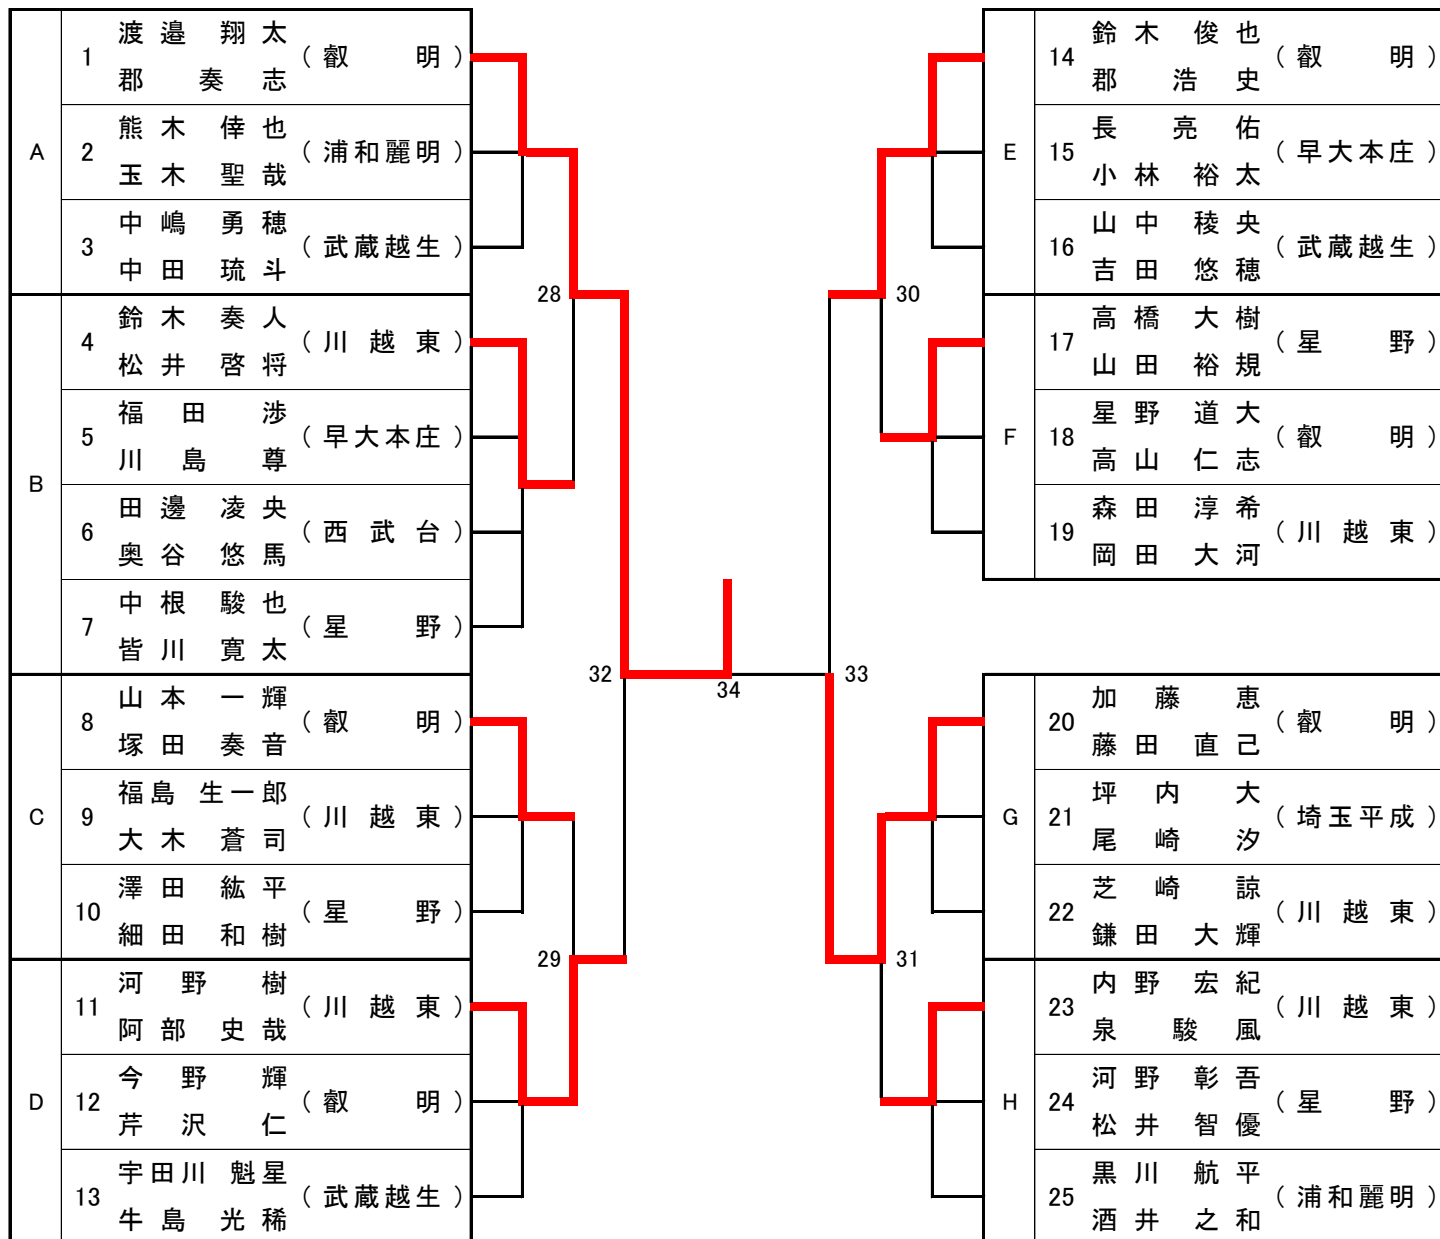 A
1 渡邉 翔太 (叡 明)
郡 奏志
2 熊木 倖也 (浦和麗明)
玉木 聖哉
3 中嶋 勇穂 (武蔵越生)
中田 琉斗
B
4 鈴木 奏人 (川越東)
松井 啓将
5 福田 渉 (早大本庄)
川島 尊
6 田邊 凌央 (西武台)
奥谷 悠馬
7 中根 駿也 (星 野)
皆川 寛太
C
8 山本 一輝 (叡 明)
塚田 奏音
9 福島 生一郎 (川越東)
大木 蒼司
10 澤田 紘平 (星 野)
細田 和樹
D
11 河野 樹 (川越東)
阿部 史哉
12 今野 輝 (叡 明)
芹沢 仁
13 宇田川 魁星 (武蔵越生)
牛島 光稀
28
29
32
34
33
30
31
E
14 鈴木 俊也 (叡 明)
郡 浩史
15 長 亮佑 (早大本庄)
小林 裕太
16 山中 稜央 (武蔵越生)
吉田 悠穂
F
17 高橋 大樹 (星 野)
山田 裕規
18 星野 道大 (叡 明)
高山 仁志
19 森田 淳希 (川越東)
岡田 大河
G
20 加藤 恵 (叡 明)
藤田 直己
21 坪内 大 (埼玉平成)
尾崎 汐
22 芝崎 諒 (川越東)
鎌田 大輝
H
23 内野 宏紀 (川越東)
泉 駿風
24 河野 彰吾 (星 野)
松井 智優
25 黒川 航平 (浦和麗明)
酒井 之和